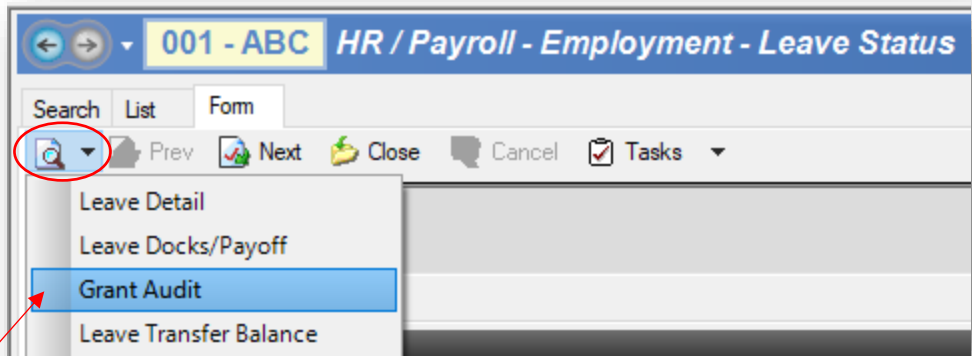 001 - ABC HR / Payroll - Employment - Leave Status
Search List Form
Prev Next Close Cancel Tasks
Leave Detail
Leave Docks/Payoff
Grant Audit
Leave Transfer Balance